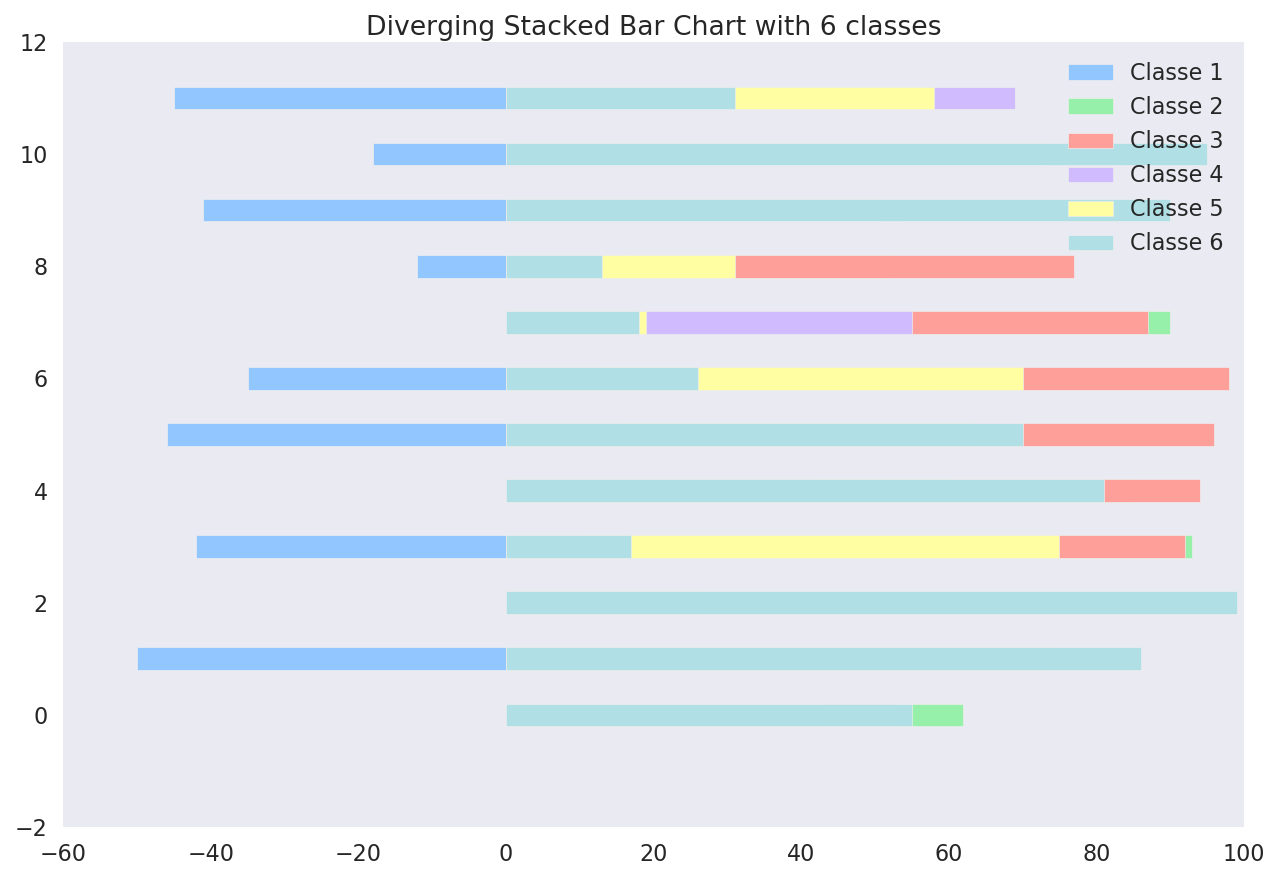 Diverging Stacked Bar Chart with 6 classes
12
10
8
6
4
2
0
−2
Classe 1
Classe 2
Classe 3
Classe 4
Classe 5
Classe 6
−60 −40 −20 0 20 40 60 80 100